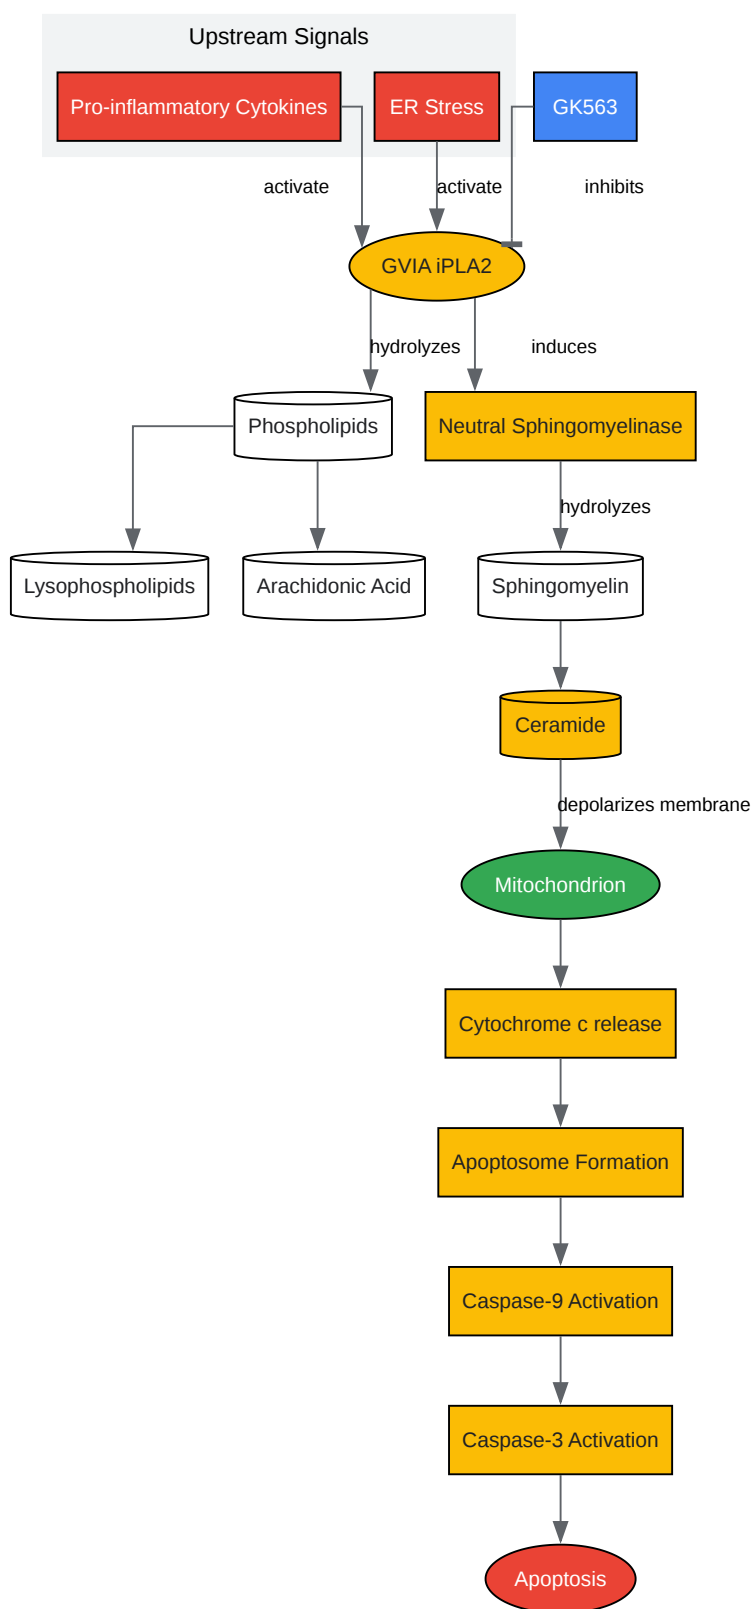 Upstream Signals
Pro-inflammatory Cytokines
ER Stress
GK563
activate
activate
inhibits
GVIA iPLA2
hydrolyzes
induces
Phospholipids
Neutral Sphingomyelinase
hydrolyzes
Lysophospholipids
Arachidonic Acid
Sphingomyelin
Ceramide
depolarizes membrane
Mitochondrion
Cytochrome c release
Apoptosome Formation
Caspase-9 Activation
Caspase-3 Activation
Apoptosis